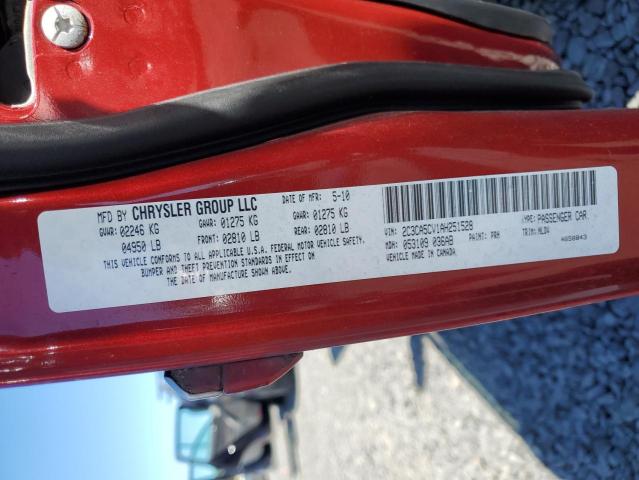 MFD BY CHRYSLER GROUP LLC DATE OF MFR: 5-10
GVWR: 02246 KG GAWR: 01275 KG GAWR: 01275 KG
04950 LB FRONT: 02810 LB REAR: 02810 LB
THIS VEHICLE CONFORMS TO ALL APPLICABLE U.S.A. FEDERAL MOTOR VEHICLE SAFETY,
BUMPER AND THEFT PREVENTION STANDARDS IN EFFECT ON
THE DATE OF MANUFACTURE SHOWN ABOVE.
VIN: 2C3CA5CV1AH251528 TYPE: PASSENGER CAR
MDH: 053109 036AB PAINT: PRH TRIM: MLD4
VEHICLE MADE IN CANADA